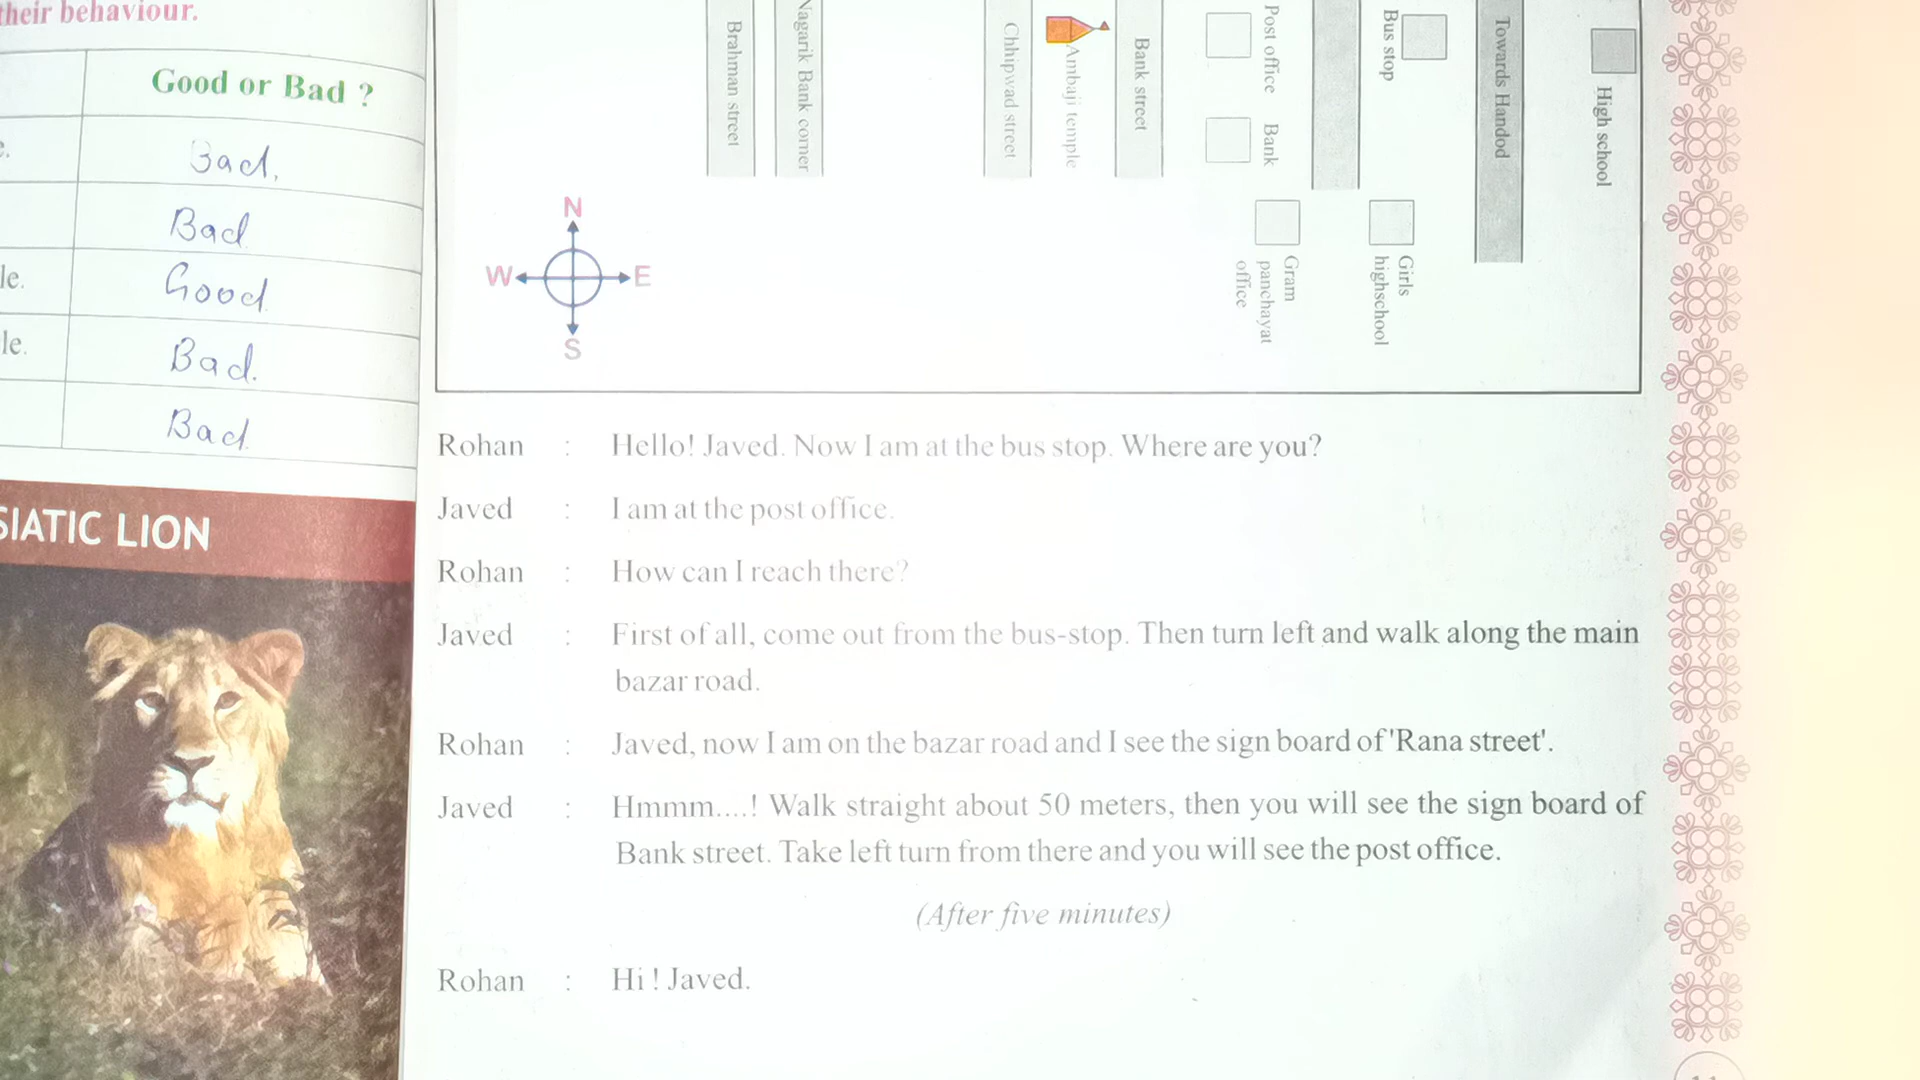 their behaviour.
Good or Bad ?
e.
Bad.
Bad
le.
Good.
le.
Bad.
Bad.
SIATIC LION
Brahman street
Nagarik Bank corner
Chhipwad street
Ambaji temple
Bank street
Post office
Bank
Gram
panchayat
office
Bus stop
Girls
highschool
Towards Handod
High school
N
W
E
S
Rohan : Hello! Javed. Now I am at the bus stop. Where are you?
Javed : I am at the post office.
Rohan : How can I reach there?
Javed : First of all, come out from the bus-stop. Then turn left and walk along the main
bazar road.
Rohan : Javed, now I am on the bazar road and I see the sign board of 'Rana street'.
Javed : Hmmm....! Walk straight about 50 meters, then you will see the sign board of
Bank street. Take left turn from there and you will see the post office.
(After five minutes)
Rohan : Hi ! Javed.